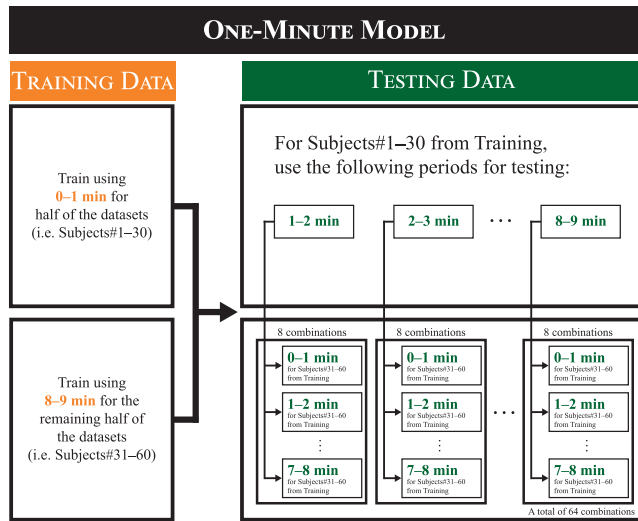 ONE-MINUTE MODEL
TRAINING DATA
TESTING DATA
Train using
0–1 min for
half of the datasets
(i.e. Subjects#1–30)
Train using
8–9 min for the
remaining half of
the datasets
(i.e. Subjects#31–60)
For Subjects#1–30 from Training,
use the following periods for testing:
1–2 min
2–3 min
...
8–9 min
8 combinations
0–1 min
for Subjects#31–60
from Training
1–2 min
for Subjects#31–60
from Training
⋮
7–8 min
for Subjects#31–60
from Training
8 combinations
0–1 min
for Subjects#31–60
from Training
1–2 min
for Subjects#31–60
from Training
⋮
7–8 min
for Subjects#31–60
from Training
...
8 combinations
0–1 min
for Subjects#31–60
from Training
1–2 min
for Subjects#31–60
from Training
⋮
7–8 min
for Subjects#31–60
from Training
A total of 64 combinations